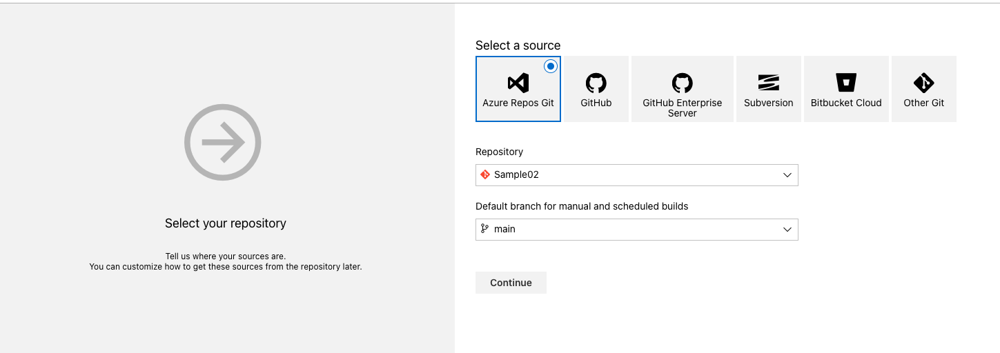 Select your repository
Tell us where your sources are.
You can customize how to get these sources from the repository later.
Select a source
Azure Repos Git
GitHub
GitHub Enterprise
Server
Subversion
Bitbucket Cloud
Other Git
Repository
Sample02
Default branch for manual and scheduled builds
main
Continue